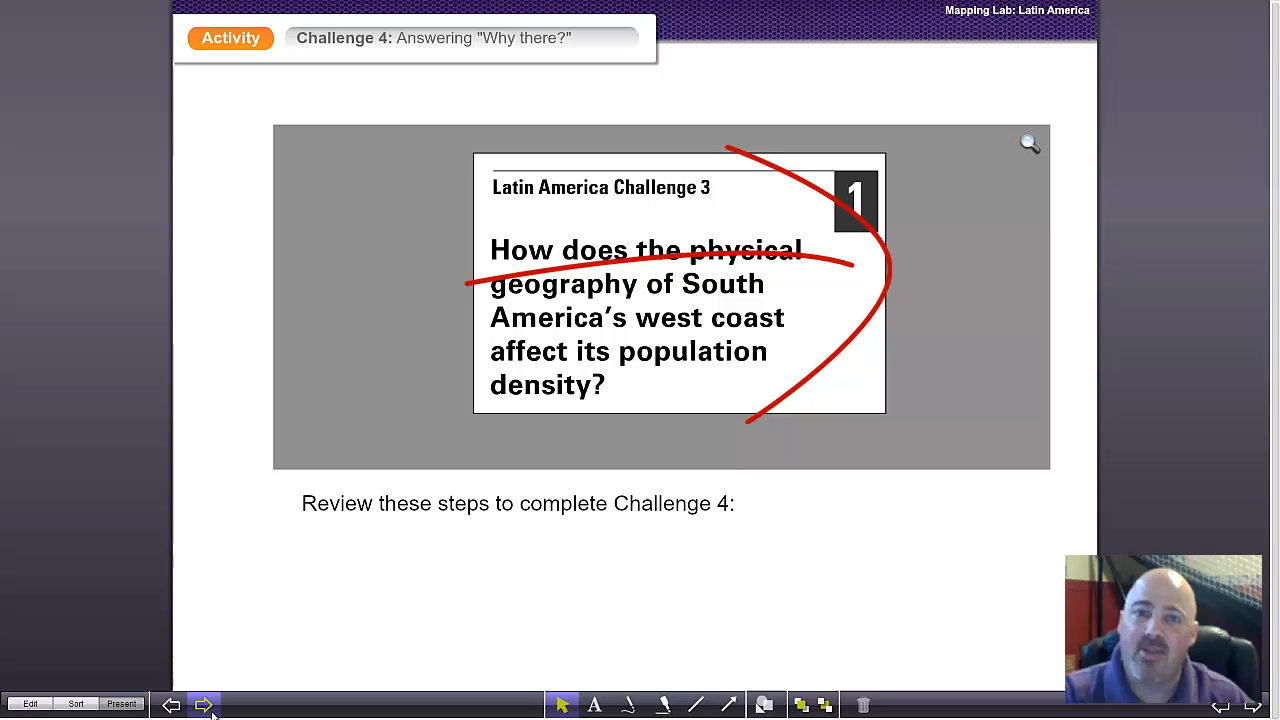 Mapping Lab: Latin America
Activity
Challenge 4: Answering "Why there?"
Latin America Challenge 3
1
How does the physical
geography of South
America's west coast
affect its population
density?
Review these steps to complete Challenge 4:
Edit Sort Present
A